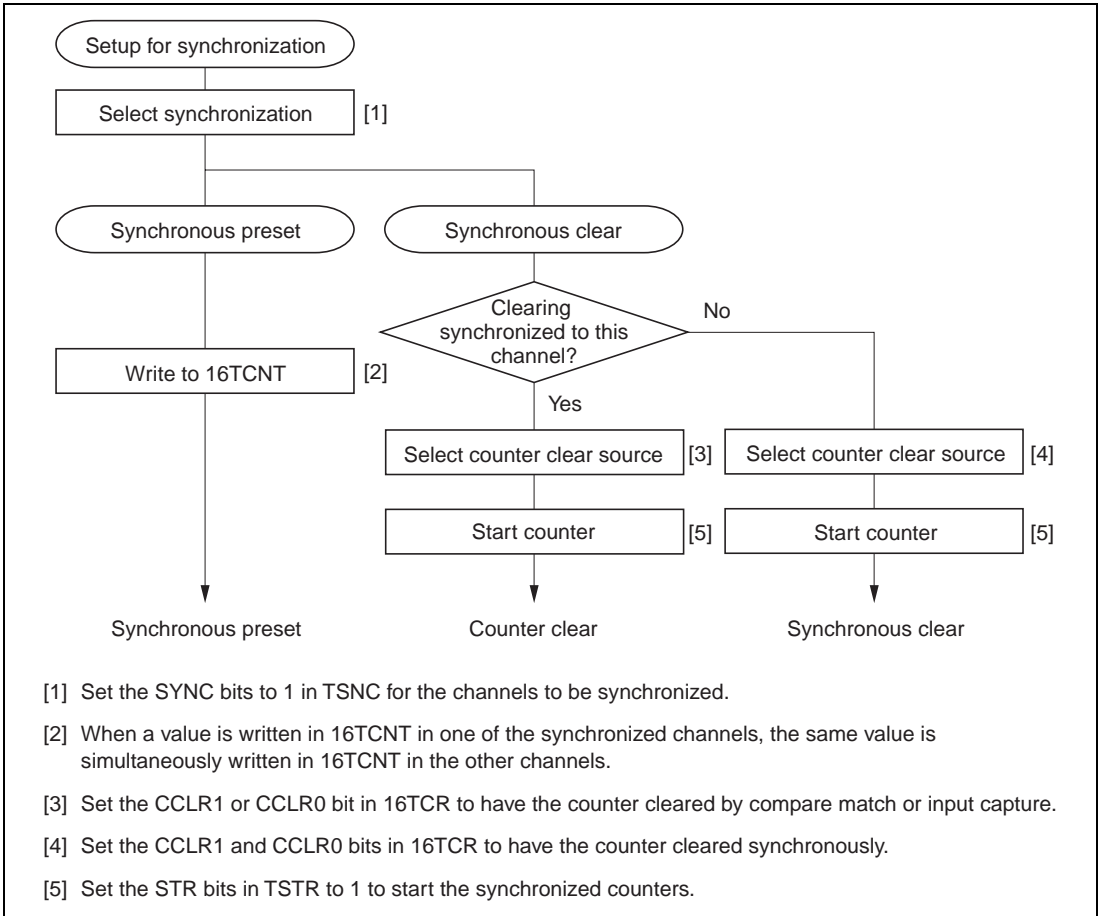 Setup for synchronization
Select synchronization [1]
Synchronous preset
Synchronous clear
Clearing
synchronized to this
channel?
No
Write to 16TCNT [2]
Yes
Select counter clear source [3]
Select counter clear source [4]
Start counter [5]
Start counter [5]
Synchronous preset
Counter clear
Synchronous clear
[1] Set the SYNC bits to 1 in TSNC for the channels to be synchronized.
[2] When a value is written in 16TCNT in one of the synchronized channels, the same value is
simultaneously written in 16TCNT in the other channels.
[3] Set the CCLR1 or CCLR0 bit in 16TCR to have the counter cleared by compare match or input capture.
[4] Set the CCLR1 and CCLR0 bits in 16TCR to have the counter cleared synchronously.
[5] Set the STR bits in TSTR to 1 to start the synchronized counters.